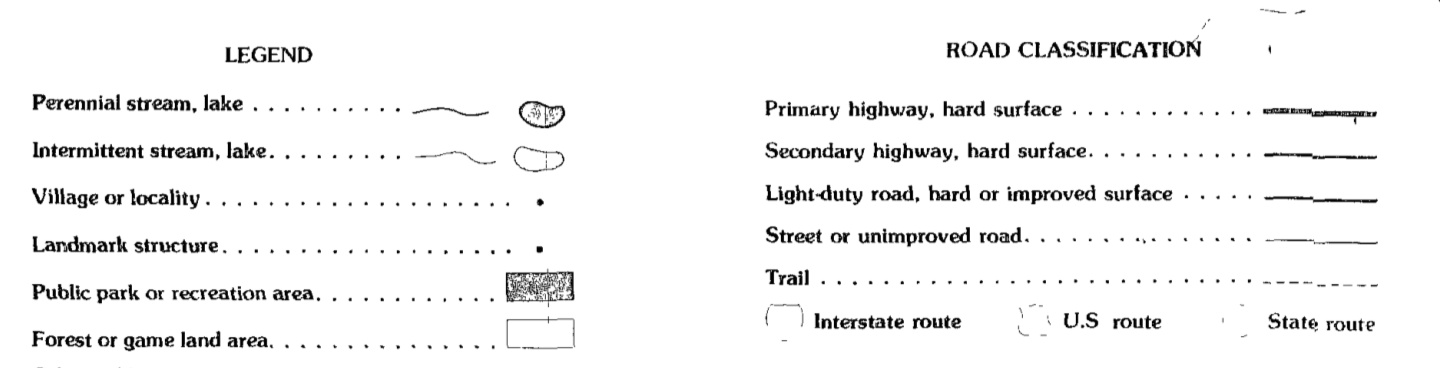 LEGEND
Perennial stream, lake . . . . . . . . . .
Intermittent stream, lake. . . . . . . . .
Village or locality . . . . . . . . . . . . . . . . . . . . .
Landmark structure. . . . . . . . . . . . . . . . . . . .
Public park or recreation area. . . . . . . . . . . .
Forest or game land area. . . . . . . . . . . . . . .
ROAD CLASSIFICATION
Primary highway, hard surface . . . . . . . . . . . .
Secondary highway, hard surface. . . . . . . . . . .
Light-duty road, hard or improved surface . . . . .
Street or unimproved road. . . . . . . . . . . . . . .
Trail . . . . . . . . . . . . . . . . . . . . . . . . . . . .
Interstate route U.S route State route